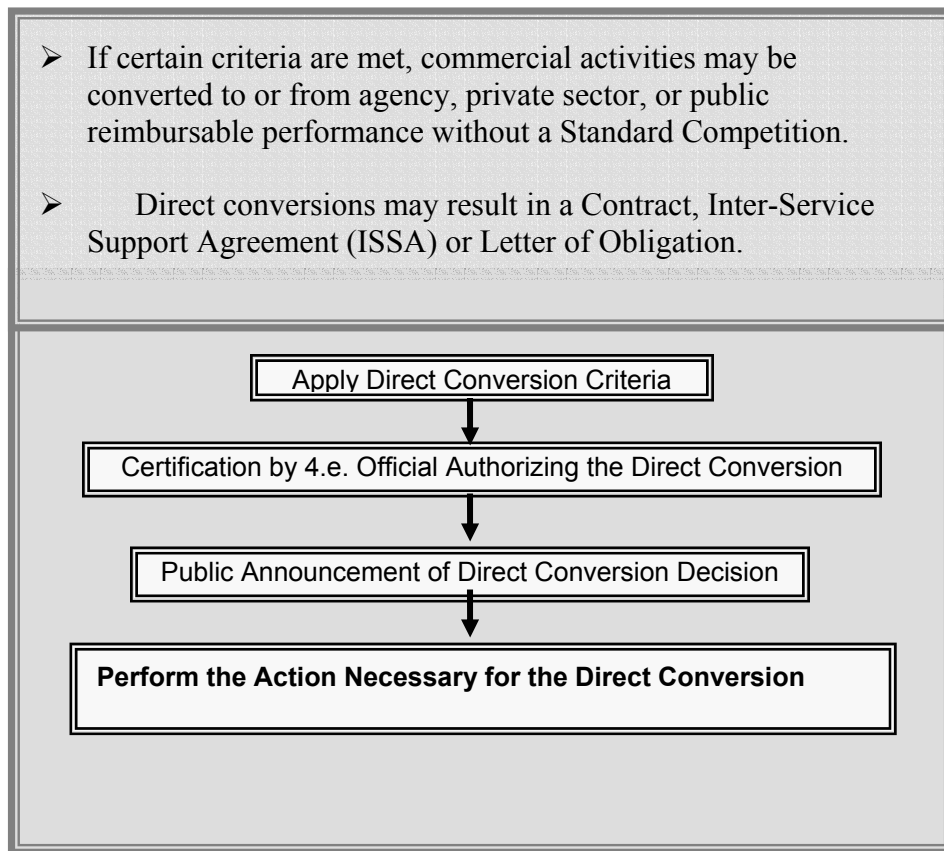 ➢ If certain criteria are met, commercial activities may be
converted to or from agency, private sector, or public
reimbursable performance without a Standard Competition.
➢ Direct conversions may result in a Contract, Inter-Service
Support Agreement (ISSA) or Letter of Obligation.
Apply Direct Conversion Criteria
Certification by 4.e. Official Authorizing the Direct Conversion
Public Announcement of Direct Conversion Decision
Perform the Action Necessary for the Direct Conversion